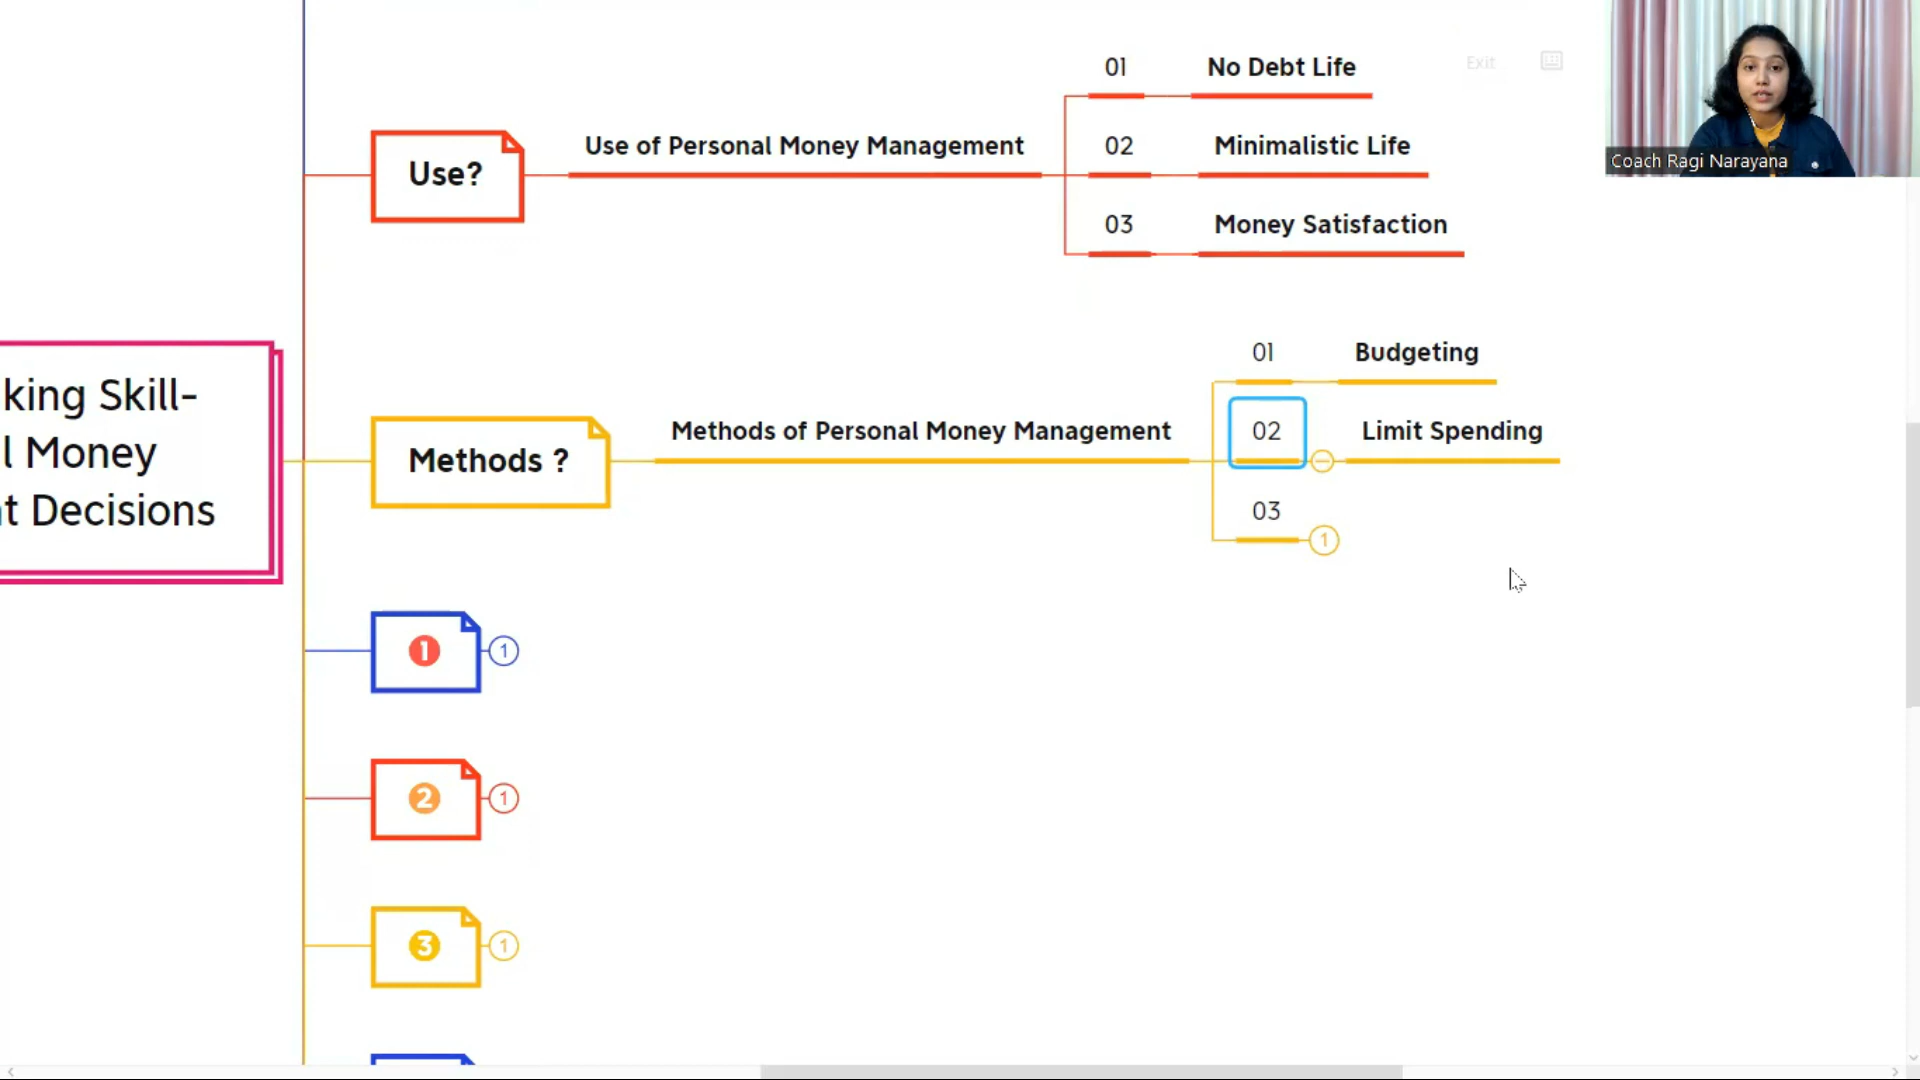 01 No Debt Life
Exit
Use?
Use of Personal Money Management
02 Minimalistic Life
03 Money Satisfaction
Coach Ragi Narayana
king Skill-
l Money
t Decisions
Methods ?
Methods of Personal Money Management
01 Budgeting
02 Limit Spending
03
1
1 1
2 1
3 1